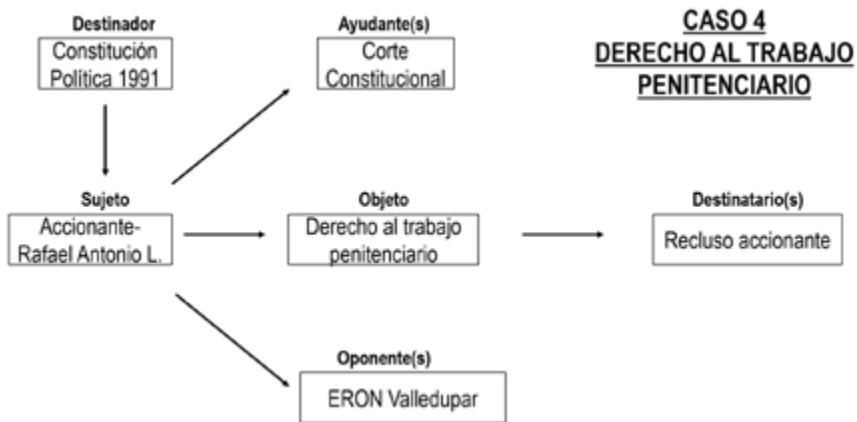 Destinador
Constitución
Política 1991
Ayudante(s)
Corte
Constitucional
CASO 4
DERECHO AL TRABAJO
PENITENCIARIO
Sujeto
Accionante-
Rafael Antonio L.
Objeto
Derecho al trabajo
penitenciario
Destinatario(s)
Recluso accionante
Oponente(s)
ERON Valledupar